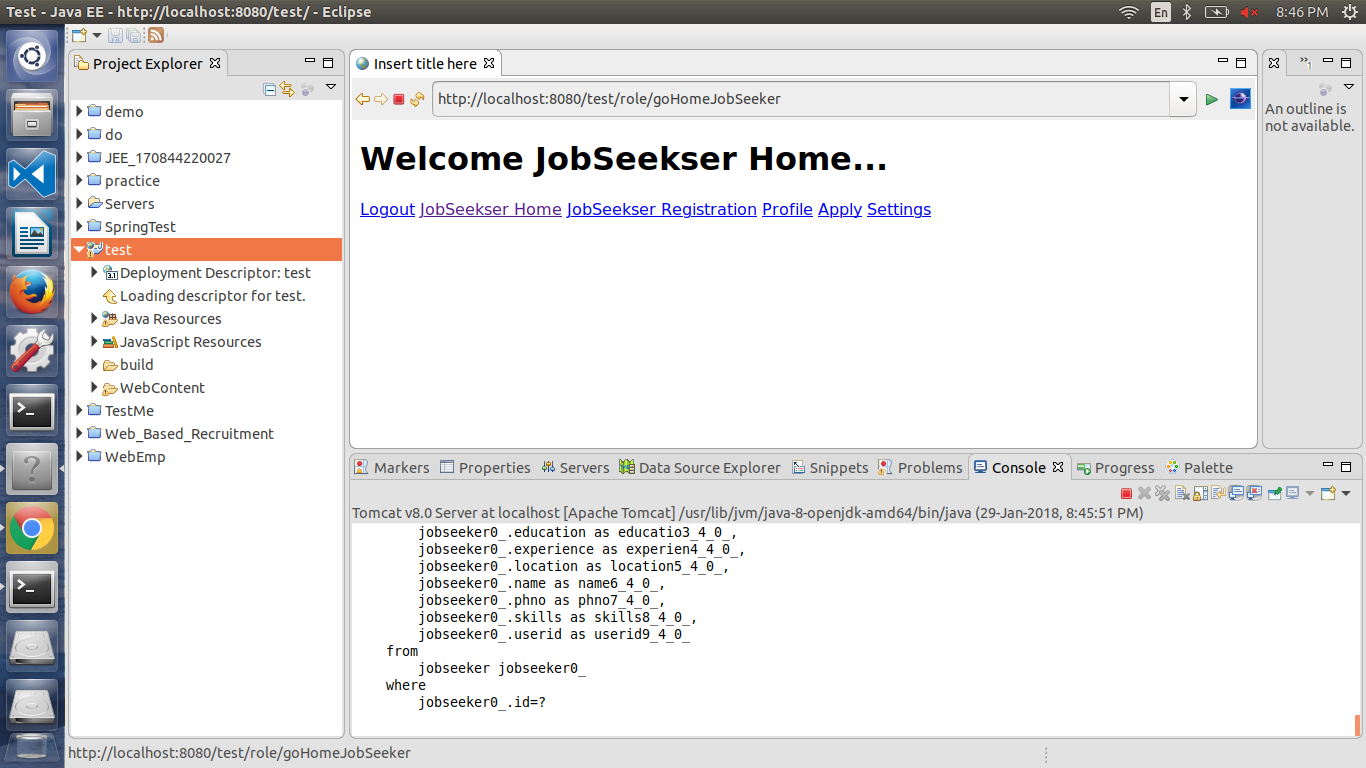 Test - Java EE - http://localhost:8080/test/ - Eclipse
En
8:46 PM
Project Explorer
demo
do
JEE_170844220027
practice
Servers
SpringTest
test
3.1 Deployment Descriptor: test
Loading descriptor for test.
Java Resources
JavaScript Resources
build
WebContent
TestMe
Web_Based_Recruitment
WebEmp
Insert title here
http://localhost:8080/test/role/goHomeJobSeeker
Welcome JobSeekser Home...
Logout JobSeekser Home JobSeekser Registration Profile Apply Settings
1
An outline is
not available.
Markers Properties Servers Data Source Explorer Snippets Problems Console Progress Palette
Tomcat v8.0 Server at localhost [Apache Tomcat] /usr/lib/jvm/java-8-openjdk-amd64/bin/java (29-Jan-2018, 8:45:51 PM)
jobseeker0_.education as educatio3_4_0_,
jobseeker0_.experience as experien4_4_0_,
jobseeker0_.location as location5_4_0_,
jobseeker0_.name as name6_4_0_,
jobseeker0_.phno as phno7_4_0_,
jobseeker0_.skills as skills8_4_0_,
jobseeker0_.userid as userid9_4_0_
from
jobseeker jobseeker0_
where
jobseeker0_.id=?
http://localhost:8080/test/role/goHomeJobSeeker